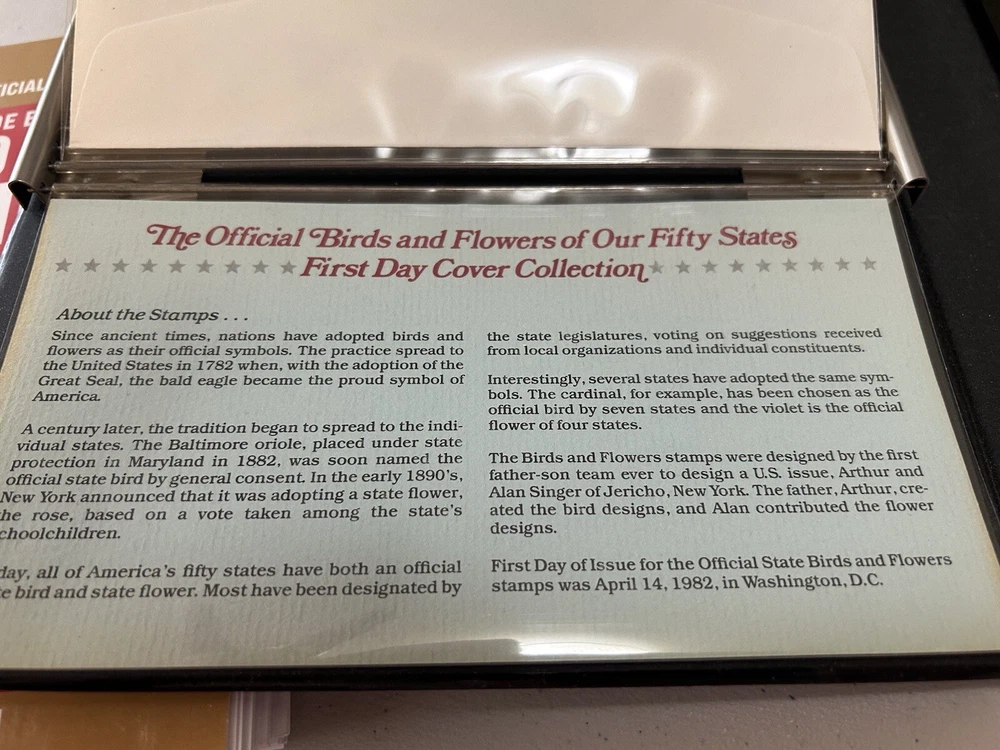 The Official Birds and Flowers of Our Fifty States
First Day Cover Collection
About the Stamps . . .
Since ancient times, nations have adopted birds and
flowers as their official symbols. The practice spread to
the United States in 1782 when, with the adoption of the
Great Seal, the bald eagle became the proud symbol of
America.
A century later, the tradition began to spread to the indi-
vidual states. The Baltimore oriole, placed under state
protection in Maryland in 1882, was soon named the
official state bird by general consent. In the early 1890's,
New York announced that it was adopting a state flower,
the rose, based on a vote taken among the state's
choolchildren.
day, all of America's fifty states have both an official
e bird and state flower. Most have been designated by
the state legislatures, voting on suggestions received
from local organizations and individual constituents.
Interestingly, several states have adopted the same sym-
bols. The cardinal, for example, has been chosen as the
official bird by seven states and the violet is the official
flower of four states.
The Birds and Flowers stamps were designed by the first
father-son team ever to design a U.S. issue, Arthur and
Alan Singer of Jericho, New York. The father, Arthur, cre-
ated the bird designs, and Alan contributed the flower
designs.
First Day of Issue for the Official State Birds and Flowers
stamps was April 14, 1982, in Washington, D.C.